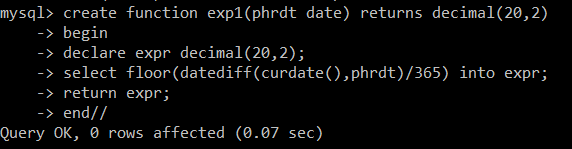 mysql> create function exp1(phrdt date) returns decimal(20,2)
    -> begin
    -> declare expr decimal(20,2);
    -> select floor(datediff(curdate(),phrdt)/365) into expr;
    -> return expr;
    -> end//
Query OK, 0 rows affected (0.07 sec)